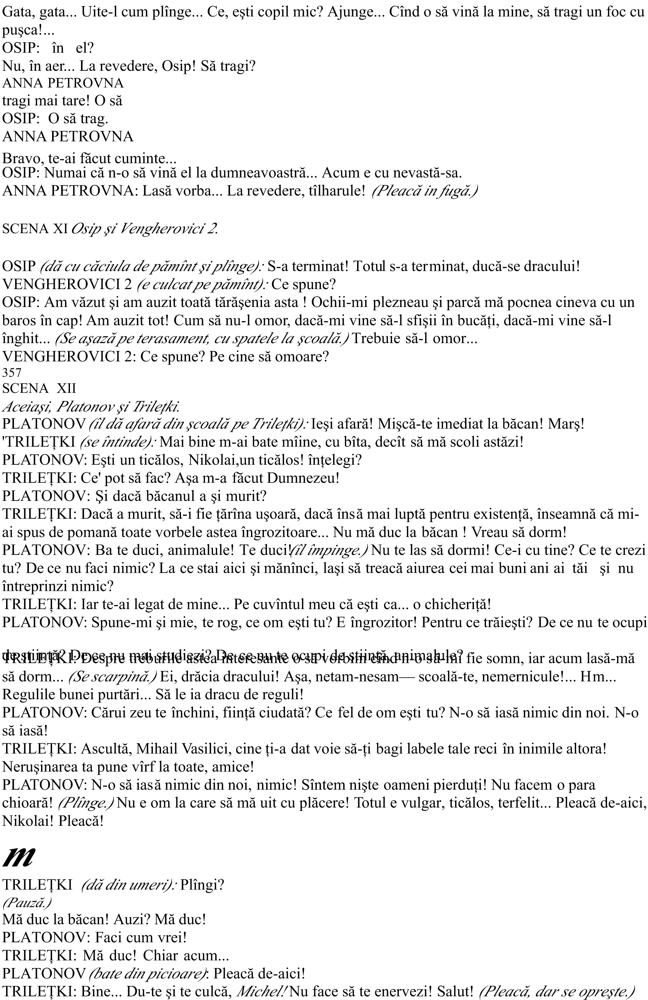 Gata, gata... Uite-l cum plînge... Ce, eşti copil mic? Ajunge... Cînd o să vină la mine, să tragi un foc cu
puşca!...
OSIP: în el?
Nu, în aer... La revedere, Osip! Să tragi?
ANNA PETROVNA
tragi mai tare! O să
OSIP: O să trag.
ANNA PETROVNA
Bravo, te-ai făcut cuminte...
OSIP: Numai că n-o să vină el la dumneavoastră... Acum e cu nevastă-sa.
ANNA PETROVNA: Lasă vorba... La revedere, tîlharule! (Pleacă in fugă.)
SCENA XI Osip şi Vengherovici 2.
OSIP (dă cu căciula de pămînt şi plînge): S-a terminat! Totul s-a terminat, ducă-se dracului!
VENGHEROVICI 2 (e culcat pe pămînt): Ce spune?
OSIP: Am văzut şi am auzit toată tărăşenia asta ! Ochii-mi plezneau şi parcă mă pocnea cineva cu un
baros în cap! Am auzit tot! Cum să nu-l omor, dacă-mi vine să-l sfişii în bucăți, dacă-mi vine să-l
înghit... (Se aşază pe terasament, cu spatele la şcoală.) Trebuie să-l omor...
VENGHEROVICI 2: Ce spune? Pe cine să omoare?
357
SCENA XII
Aceiaşi, Platonov şi Trilețki.
PLATONOV (îl dă afară din şcoală pe Trilețki): Ieşi afară! Mişcă-te imediat la băcan! Marş!
'TRILEȚKI (se întinde): Mai bine m-ai bate mîine, cu bîta, decît să mă scoli astăzi!
PLATONOV: Eşti un ticălos, Nikolai,un ticălos! înțelegi?
TRILEȚKI: Ce' pot să fac? Aşa m-a făcut Dumnezeu!
PLATONOV: Şi dacă băcanul a şi murit?
TRILEȚKI: Dacă a murit, să-i fie țărîna uşoară, dacă însă mai luptă pentru existență, înseamnă că mi-
ai spus de pomană toate vorbele astea îngrozitoare... Nu mă duc la băcan ! Vreau să dorm!
PLATONOV: Ba te duci, animalule! Te duci!(îl împinge.) Nu te las să dormi! Ce-i cu tine? Ce te crezi
tu? De ce nu faci nimic? La ce stai aici şi mănînci, laşi să treacă aiurea cei mai buni ani ai tăi şi nu
întreprinzi nimic?
TRILEȚKI: Iar te-ai legat de mine... Pe cuvîntul meu că eşti ca... o chicheriță!
PLATONOV: Spune-mi şi mie, te rog, ce om eşti tu? E îngrozitor! Pentru ce trăieşti? De ce nu te ocupi
de ştiință? De ce nu mai studiezi? De ce nu te ocupi de ştiință, animalule?
TRILEȚKI: Despre treburile astea interesante o să vorbim cînd n-o să-mi fie somn, iar acum lasă-mă
să dorm... (Se scarpină.) Ei, drăcia dracului! Aşa, netam-nesam— scoală-te, nemernicule!... Hm...
Regulile bunei purtări... Să le ia dracu de reguli!
PLATONOV: Cărui zeu te închini, ființă ciudată? Ce fel de om eşti tu? N-o să iasă nimic din noi. N-o
să iasă!
TRILEȚKI: Ascultă, Mihail Vasilici, cine ți-a dat voie să-ți bagi labele tale reci în inimile altora!
Neruşinarea ta pune vîrf la toate, amice!
PLATONOV: N-o să iasă nimic din noi, nimic! Sîntem nişte oameni pierduți! Nu facem o para
chioară! (Plînge.) Nu e om la care să mă uit cu plăcere! Totul e vulgar, ticălos, terfelit... Pleacă de-aici,
Nikolai! Pleacă!
m
TRILEȚKI (dă din umeri): Plîngi?
(Pauză.)
Mă duc la băcan! Auzi? Mă duc!
PLATONOV: Faci cum vrei!
TRILEȚKI: Mă duc! Chiar acum...
PLATONOV (bate din picioare): Pleacă de-aici!
TRILEȚKI: Bine... Du-te şi te culcă, Michel! Nu face să te enervezi! Salut! (Pleacă, dar se opreşte.)